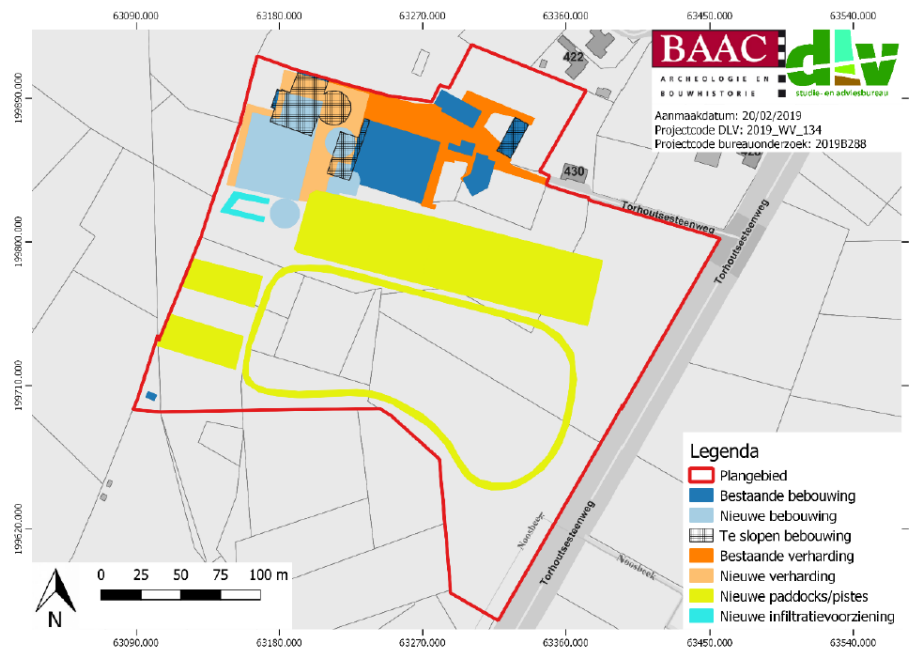 63090.000 63180.000 63270.000 63360.000 63450.000 63540.000
199890.000
199800.000
199710.000
199620.000
422
BAAC
ARCHEOLOGIE EN
BOUWHISTORIE
dlv
studie- en adviesbureau
Aanmaakdatum: 20/02/2019
Projectcode DLV: 2019_WV_134
Projectcode bureauonderzoek: 2019B288
430
Torhoutsesteenweg
Torhoutsesteenweg
Torhoutsesteenweg
Noosbeek
Noosbeek
Legenda
Plangebied
Bestaande bebouwing
Nieuwe bebouwing
Te slopen bebouwing
Bestaande verharding
Nieuwe verharding
Nieuwe paddocks/pistes
Nieuwe infiltratievoorziening
0 25 50 75 100 m
N
63090.000 63180.000 63270.000 63360.000 63450.000 63540.000